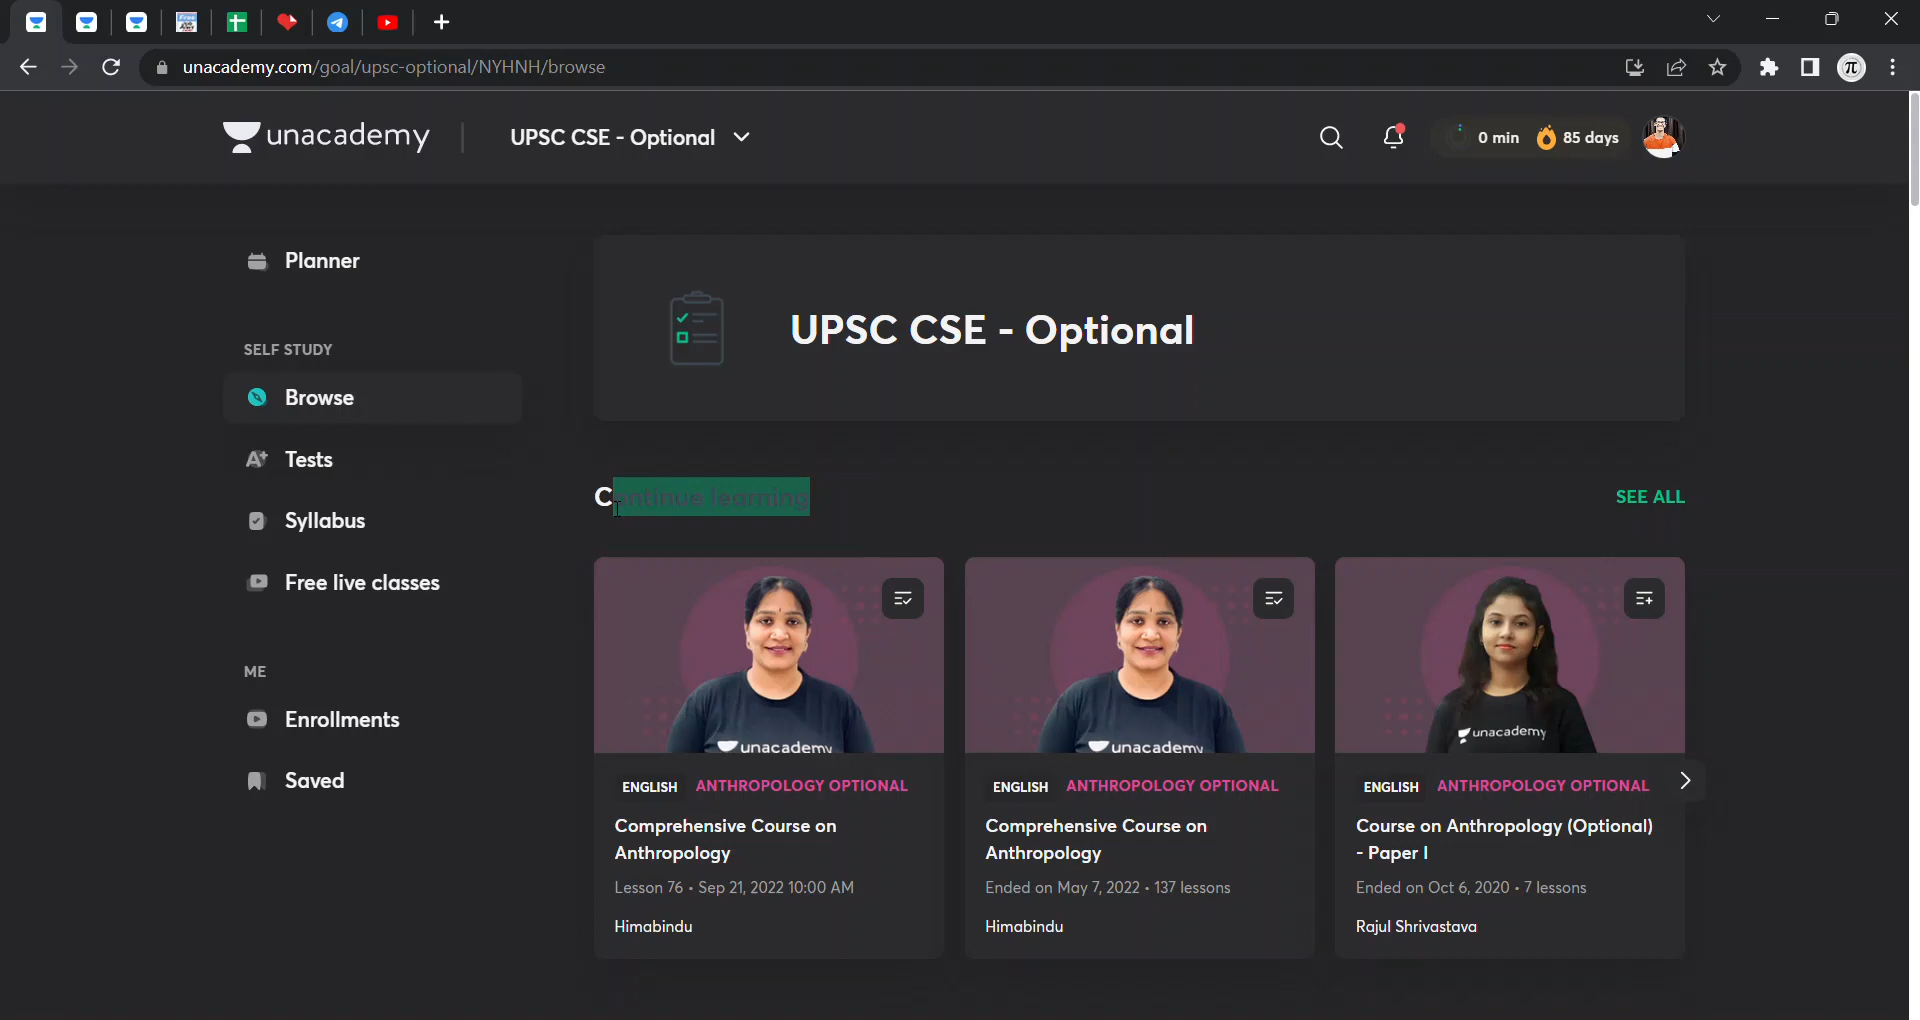 unacademy.com/goal/upsc-optional/NYHNH/browse
unacademy
UPSC CSE - Optional
0 min
85 days
Planner
SELF STUDY
Browse
Tests
Syllabus
Free live classes
ME
Enrollments
Saved
UPSC CSE - Optional
Continue learning
SEE ALL
unacademy
ENGLISH ANTHROPOLOGY OPTIONAL
Comprehensive Course on
Anthropology
Lesson 76 • Sep 21, 2022 10:00 AM
Himabindu
unacademy
ENGLISH ANTHROPOLOGY OPTIONAL
Comprehensive Course on
Anthropology
Ended on May 7, 2022 • 137 lessons
Himabindu
unacademy
ENGLISH ANTHROPOLOGY OPTIONAL
Course on Anthropology (Optional)
- Paper I
Ended on Oct 6, 2020 • 7 lessons
Rajul Shrivastava